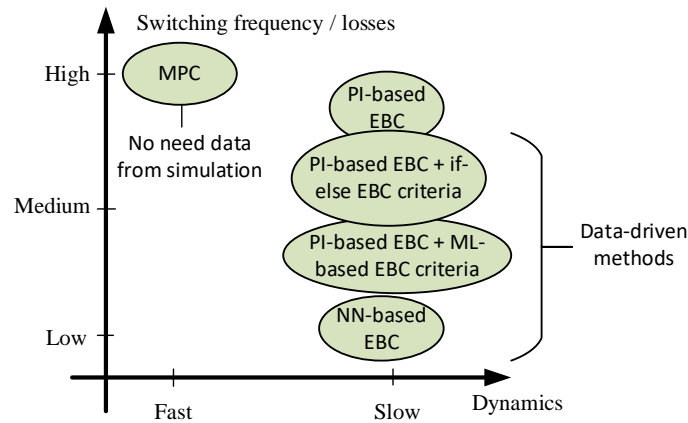 Switching frequency / losses
High
MPC
PI-based
EBC
No need data
from simulation
PI-based EBC + if-
else EBC criteria
Medium
PI-based EBC + ML-
based EBC criteria
Data-driven
methods
NN-based
EBC
Low
Fast
Slow
Dynamics